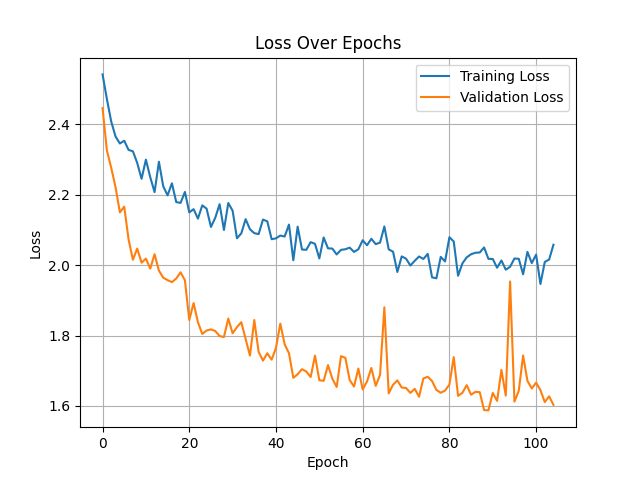 Loss Over Epochs
Training Loss
Validation Loss
2.4
2.2
2.0
1.8
1.6
Loss
0 20 40 60 80 100
Epoch